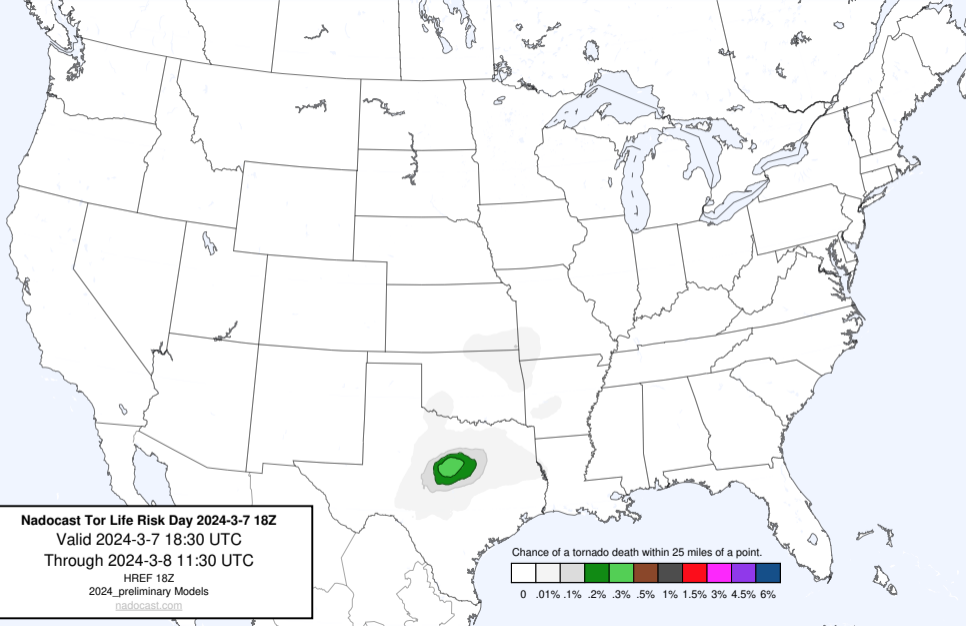 Nadocast Tor Life Risk Day 2024-3-7 18Z
Valid 2024-3-7 18:30 UTC
Through 2024-3-8 11:30 UTC
HREF 18Z
2024_preliminary Models
nadocast.com
Chance of a tornado death within 25 miles of a point.
0 .01% .1% .2% .3% .5% 1% 1.5% 3% 4.5% 6%